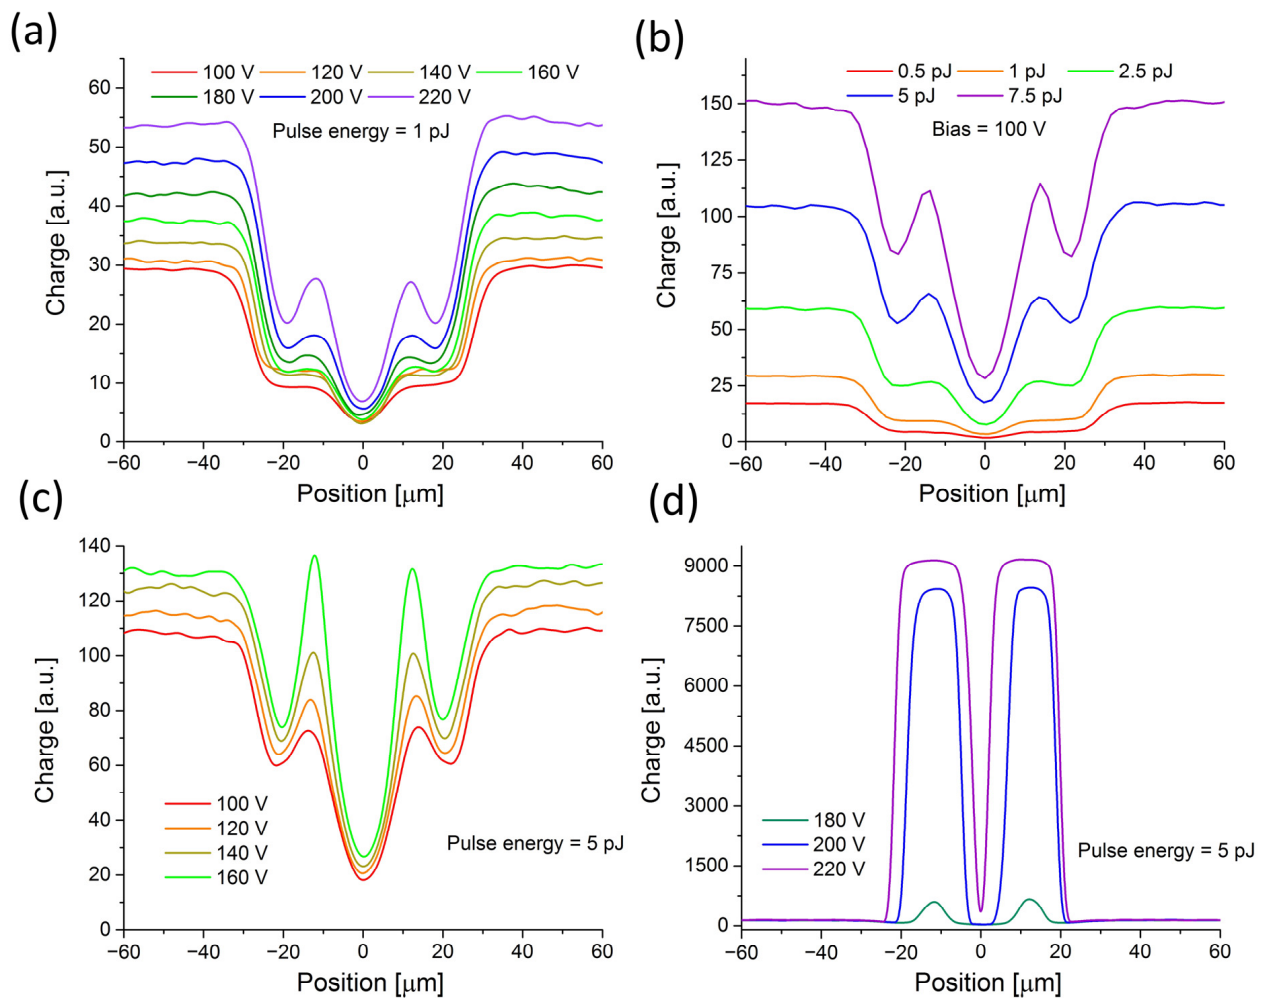 (a)
100 V 120 V 140 V 160 V
180 V 200 V 220 V
Pulse energy = 1 pJ
60
50
40
30
20
10
0
Charge [a.u.]
−60 −40 −20 0 20 40 60
Position [μm]
(b)
0.5 pJ 1 pJ 2.5 pJ
5 pJ 7.5 pJ
Bias = 100 V
150
125
100
75
50
25
0
Charge [a.u.]
−60 −40 −20 0 20 40 60
Position [μm]
(c)
140
120
100
80
60
40
20
0
Charge [a.u.]
100 V
120 V
140 V
160 V
Pulse energy = 5 pJ
−60 −40 −20 0 20 40 60
Position [μm]
(d)
9000
7500
6000
4500
3000
1500
0
Charge [a.u.]
180 V
200 V
220 V
Pulse energy = 5 pJ
−60 −40 −20 0 20 40 60
Position [μm]